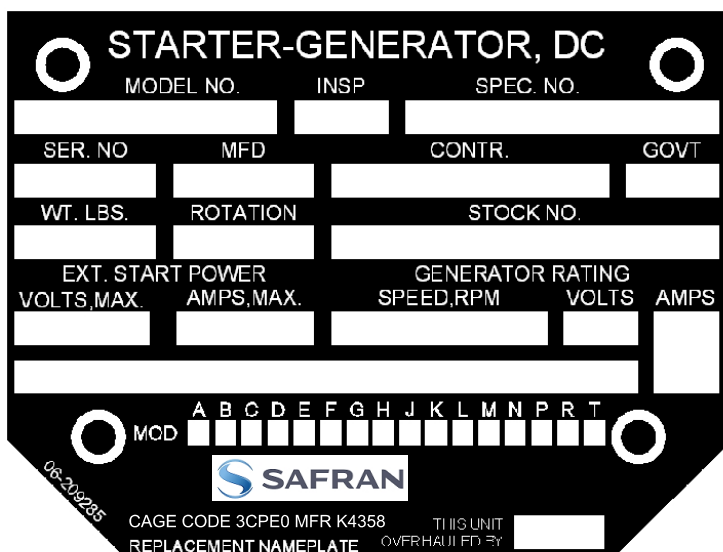 STARTER-GENERATOR, DC
MODEL NO. INSP SPEC. NO.
SER. NO MFD CONTR. GOVT
WT. LBS. ROTATION STOCK NO.
EXT. START POWER GENERATOR RATING
VOLTS,MAX. AMPS,MAX. SPEED,RPM VOLTS AMPS
A B C D E F G H J K L M N P R T
MOD
SAFRAN
06-209285
CAGE CODE 3CPE0 MFR K4358 THIS UNIT
REPLACEMENT NAMEPLATE OVERHAULED BY